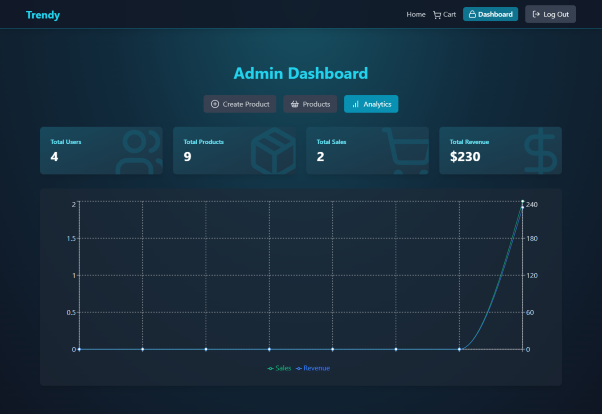 Trendy Home Cart Dashboard Log Out
Admin Dashboard
Create Product Products Analytics
Total Users Total Products Total Sales Total Revenue
4 9 2 $230
2 240
1.5 180
1 120
0.5 60
0 0
Sales Revenue